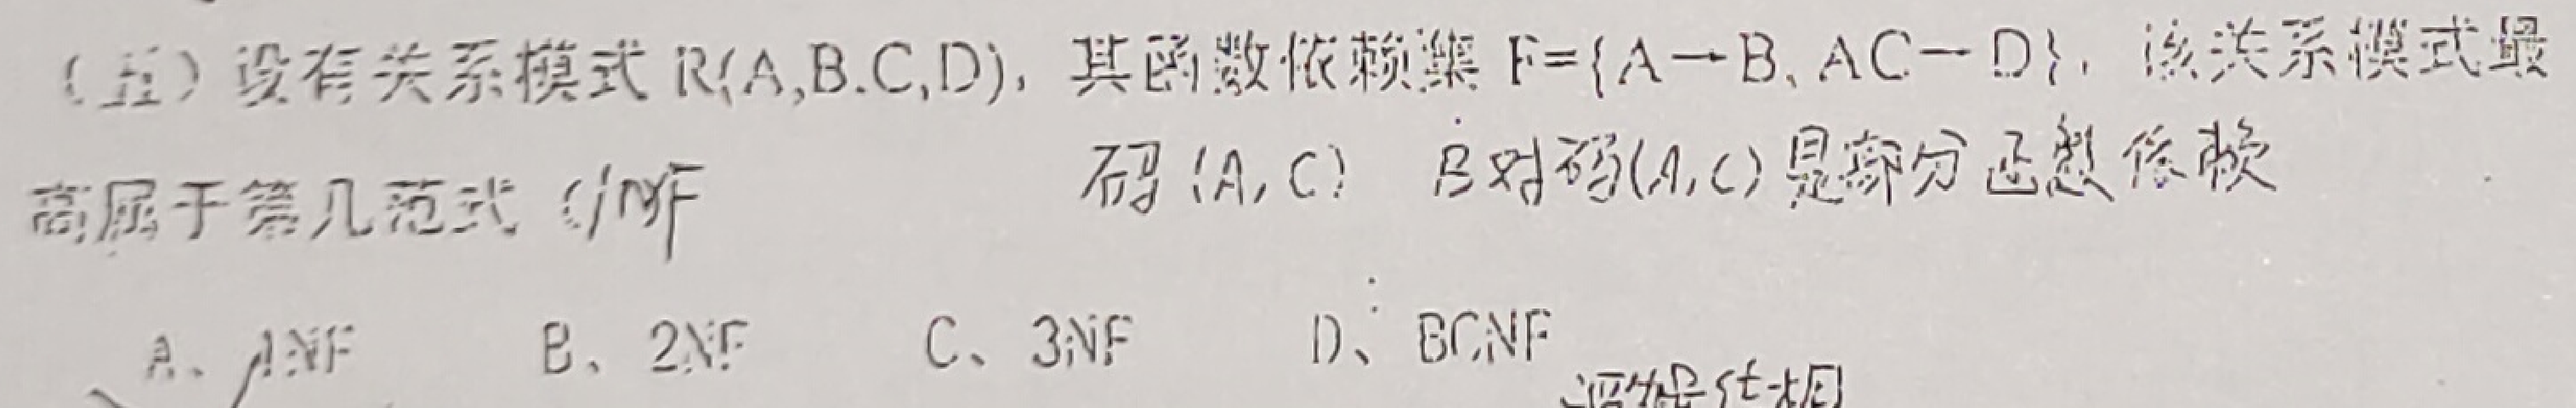 （五）设有关系模式 R(A,B.C,D)，其函数依赖集 F={A→B、AC→D}，该关系模式最
高属于第几范式（1NF
码（A，C） B对码(A,C)是部分函数依赖
A、1NF B、2NF C、3NF D、BCNF